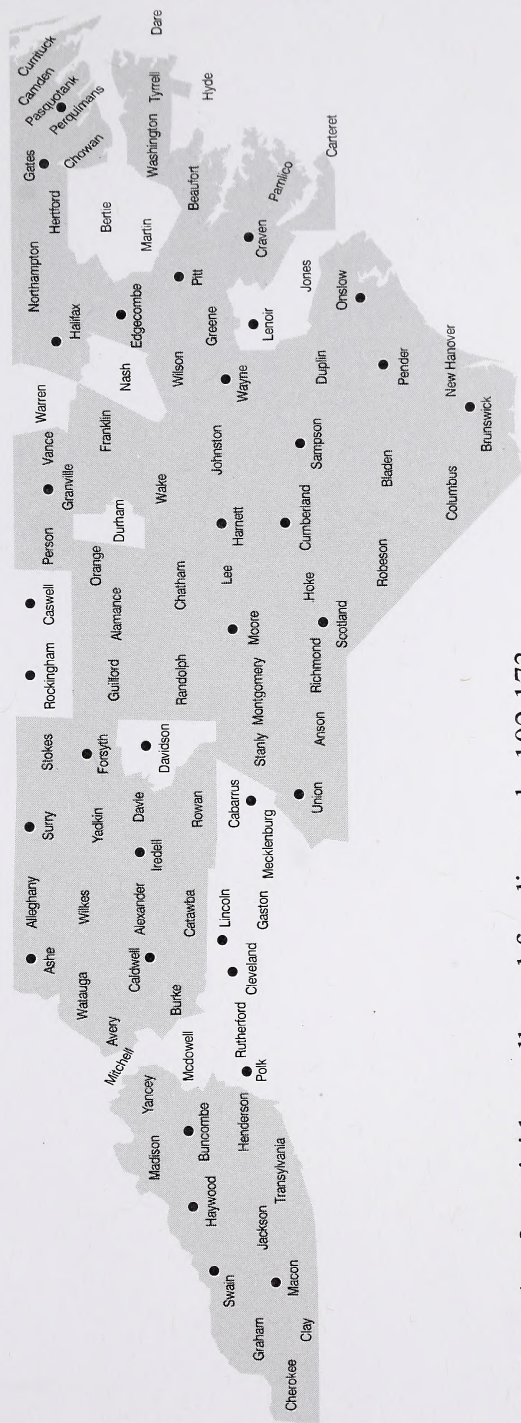 Ashe
Alleghany
Surry
Stokes
Rockingham
Caswell
Person
Granville
Vance
Warren
Halifax
Northampton
Hertford
Gates
Chowan
Perquimans
Pasquotank
Camden
Currituck
Watauga
Wilkes
Yadkin
Forsyth
Guilford
Alamance
Orange
Durham
Franklin
Nash
Edgecombe
Martin
Bertie
Washington
Tyrrell
Dare
Mitchell
Avery
Caldwell
Alexander
Iredell
Davie
Davidson
Randolph
Chatham
Wake
Wilson
Pitt
Beaufort
Hyde
Madison
Yancey
Mcdowell
Burke
Catawba
Rowan
Swain
Haywood
Buncombe
Rutherford
Cleveland
Lincoln
Cabarrus
Stanly
Montgomery
Moore
Lee
Harnett
Johnston
Wayne
Greene
Lenoir
Craven
Pamlico
Carteret
Graham
Cherokee
Clay
Macon
Jackson
Transylvania
Henderson
Polk
Gaston
Mecklenburg
Union
Anson
Richmond
Scotland
Hoke
Cumberland
Sampson
Duplin
Jones
Onslow
Robeson
Bladen
Pender
Columbus
Brunswick
New Hanover